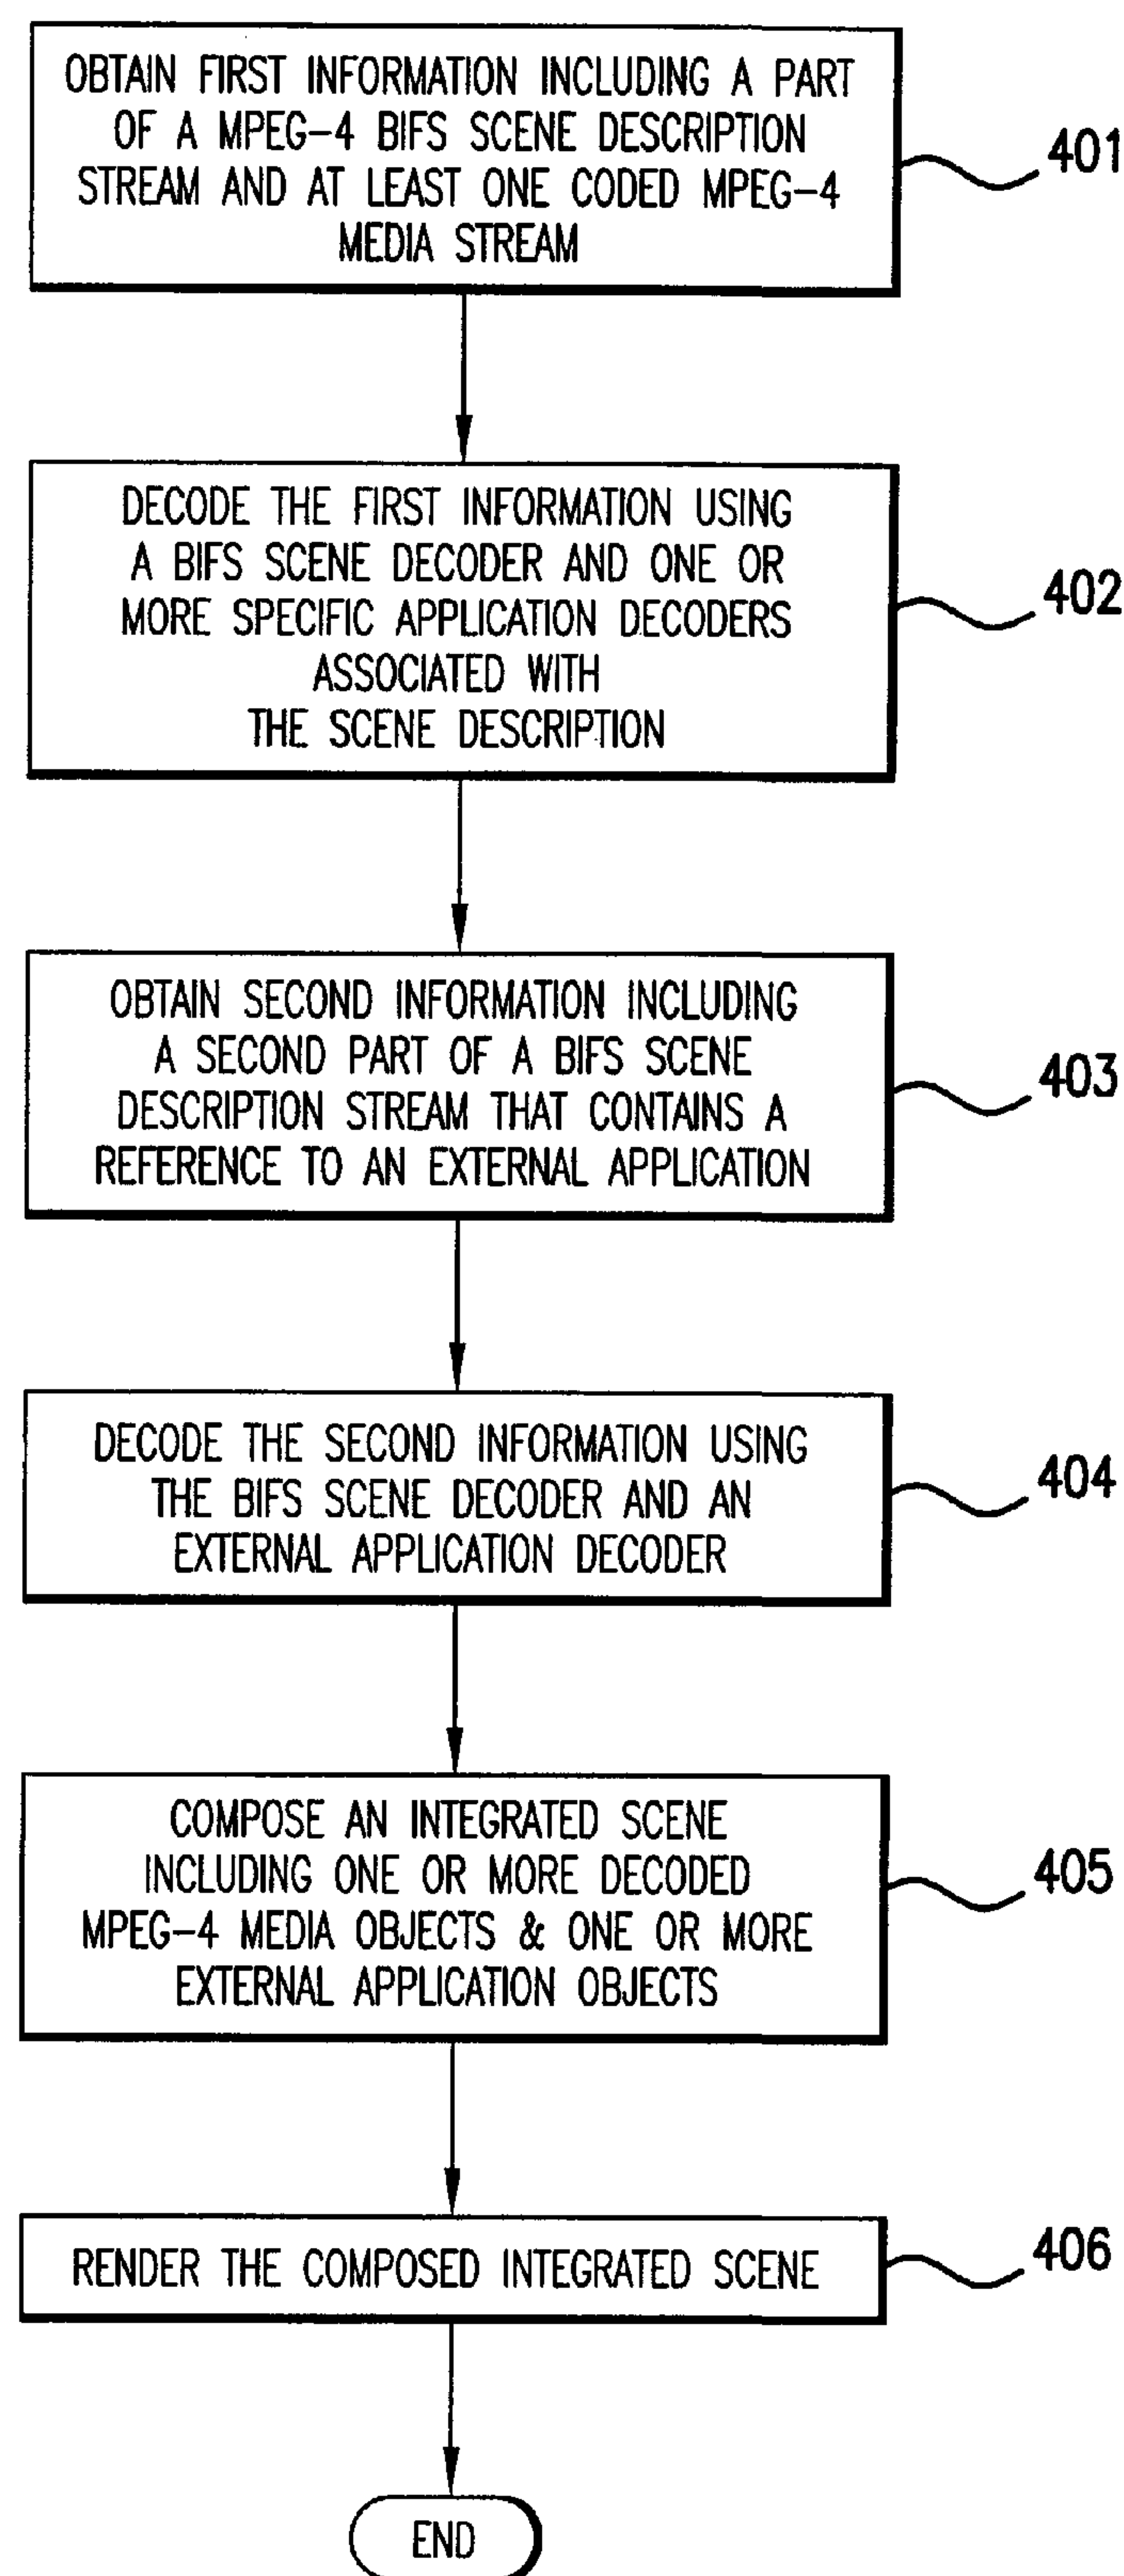 OBTAIN FIRST INFORMATION INCLUDING A PART
OF A MPEG-4 BIFS SCENE DESCRIPTION
STREAM AND AT LEAST ONE CODED MPEG-4
MEDIA STREAM
401
DECODE THE FIRST INFORMATION USING
A BIFS SCENE DECODER AND ONE OR
MORE SPECIFIC APPLICATION DECODERS
ASSOCIATED WITH
THE SCENE DESCRIPTION
402
OBTAIN SECOND INFORMATION INCLUDING
A SECOND PART OF A BIFS SCENE
DESCRIPTION STREAM THAT CONTAINS A
REFERENCE TO AN EXTERNAL APPLICATION
403
DECODE THE SECOND INFORMATION USING
THE BIFS SCENE DECODER AND AN
EXTERNAL APPLICATION DECODER
404
COMPOSE AN INTEGRATED SCENE
INCLUDING ONE OR MORE DECODED
MPEG-4 MEDIA OBJECTS & ONE OR MORE
EXTERNAL APPLICATION OBJECTS
405
RENDER THE COMPOSED INTEGRATED SCENE
406
END